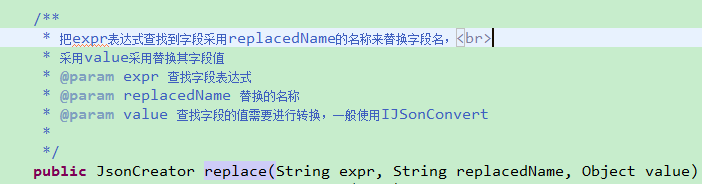 /**
 * 把expr表达式查找到字段采用replacedName的名称来替换字段名，<br>
 * 采用value采用替换其字段值
 * @param expr 查找字段表达式
 * @param replacedName 替换的名称
 * @param value 查找字段的值需要进行转换，一般使用IJSonConvert
 *
 */
public JsonCreator replace(String expr, String replacedName, Object value)